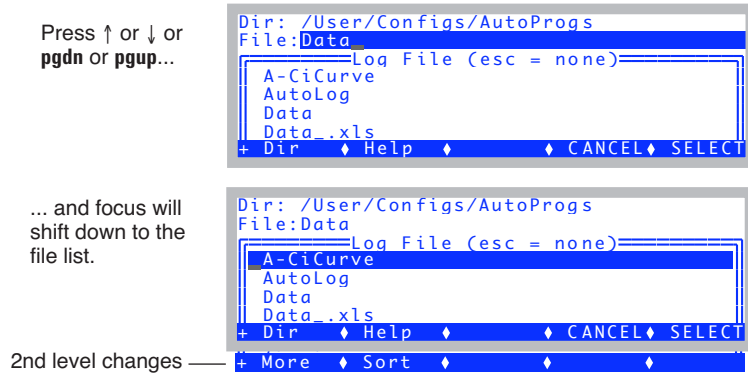 Press ↑ or ↓ or
pgdn or pgup...
Dir: /User/Configs/AutoProgs
File:Data_
Log File (esc = none)
A-CiCurve
AutoLog
Data
Data_.xls
+ Dir ♦ Help ♦ ♦ CANCEL♦ SELECT
... and focus will
shift down to the
file list.
Dir: /User/Configs/AutoProgs
File:Data
Log File (esc = none)
_A-CiCurve
AutoLog
Data
Data_.xls
+ Dir ♦ Help ♦ ♦ CANCEL♦ SELECT
2nd level changes
+ More ♦ Sort ♦ ♦ ♦